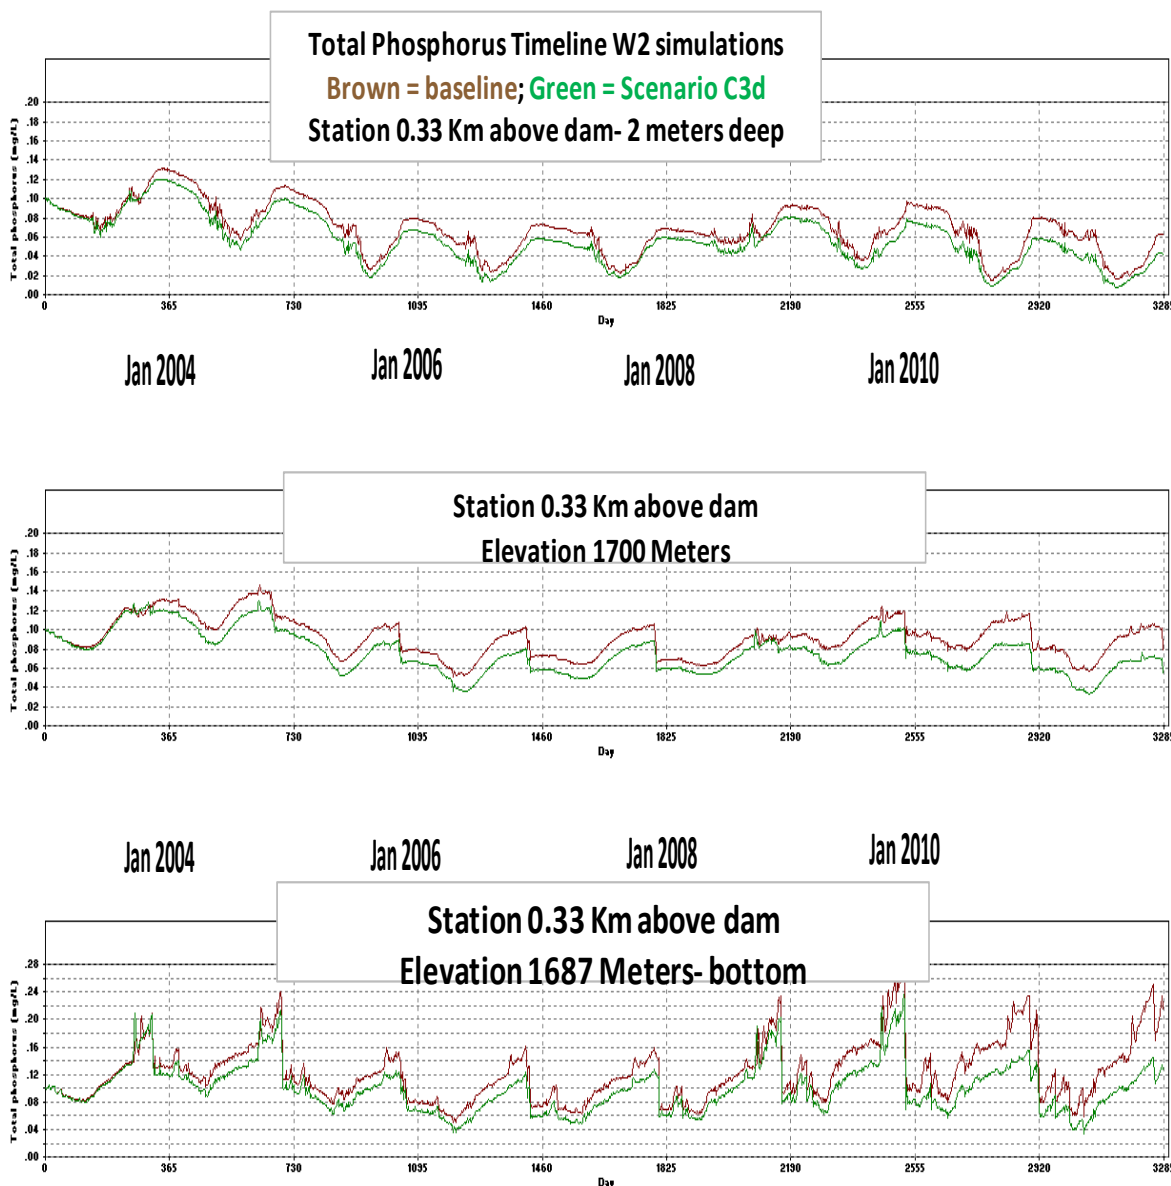 Total Phosphorus Timeline W2 simulations
Brown = baseline; Green = Scenario C3d
Station 0.33 Km above dam- 2 meters deep
Total phosphorus (mg/L)
.20
.18
.16
.14
.12
.10
.08
.06
.04
.02
.00
0 365 730 1095 1460 1825 2190 2555 2920 3285
Day
Jan 2004 Jan 2006 Jan 2008 Jan 2010
Station 0.33 Km above dam
Elevation 1700 Meters
Total phosphorus (mg/L)
.20
.18
.16
.14
.12
.10
.08
.06
.04
.02
.00
0 365 730 1095 1460 1825 2190 2555 2920 3285
Day
Jan 2004 Jan 2006 Jan 2008 Jan 2010
Station 0.33 Km above dam
Elevation 1687 Meters- bottom
Total phosphorus (mg/L)
.28
.24
.20
.16
.12
.08
.04
.00
0 365 730 1095 1460 1825 2190 2555 2920 3285
Day